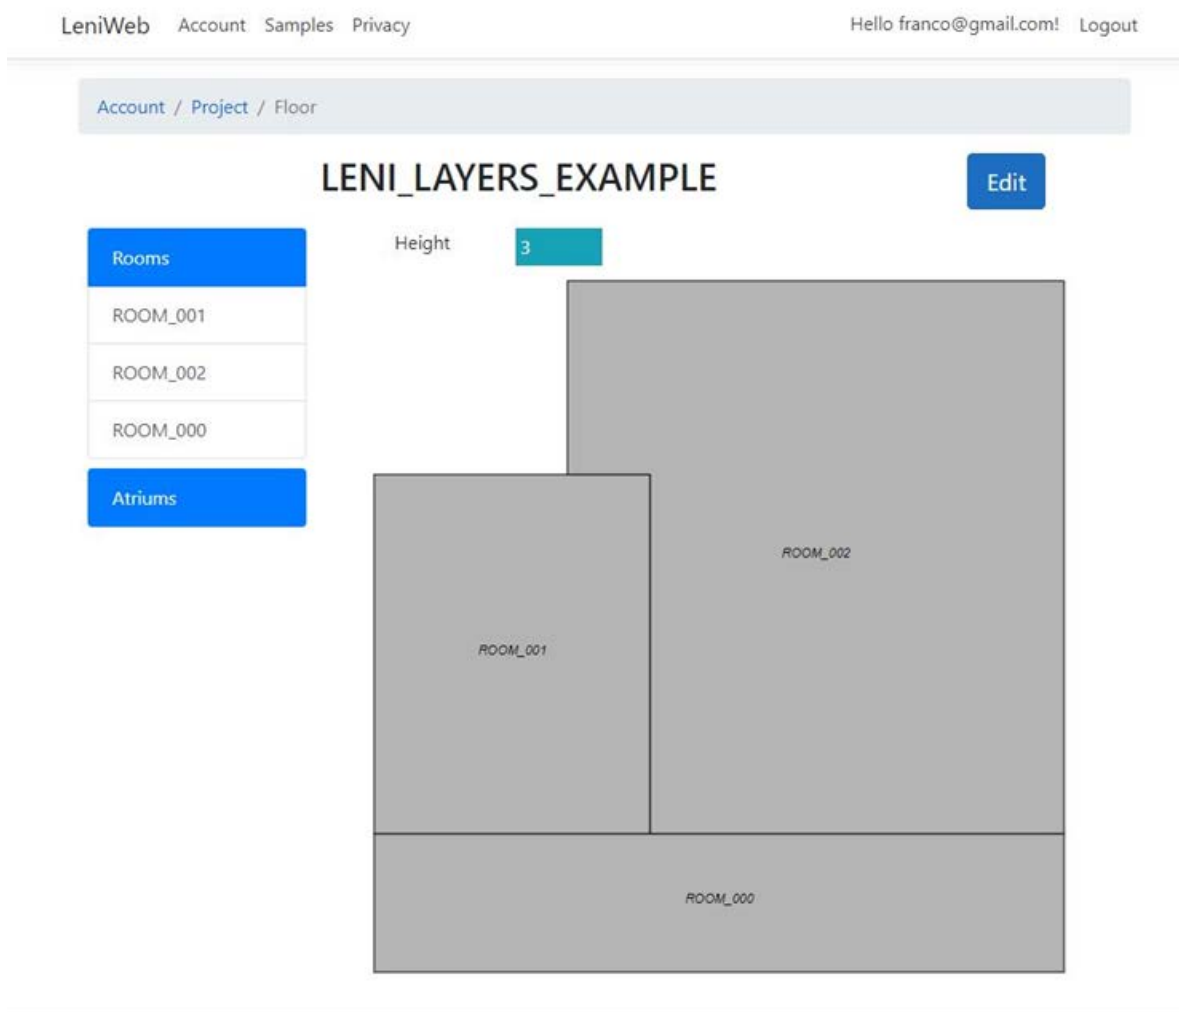 LeniWeb Account Samples Privacy Hello franco@gmail.com! Logout
Account / Project / Floor
LENI_LAYERS_EXAMPLE Edit
Rooms
ROOM_001
ROOM_002
ROOM_000
Atriums
Height 3
ROOM_002
ROOM_001
ROOM_000